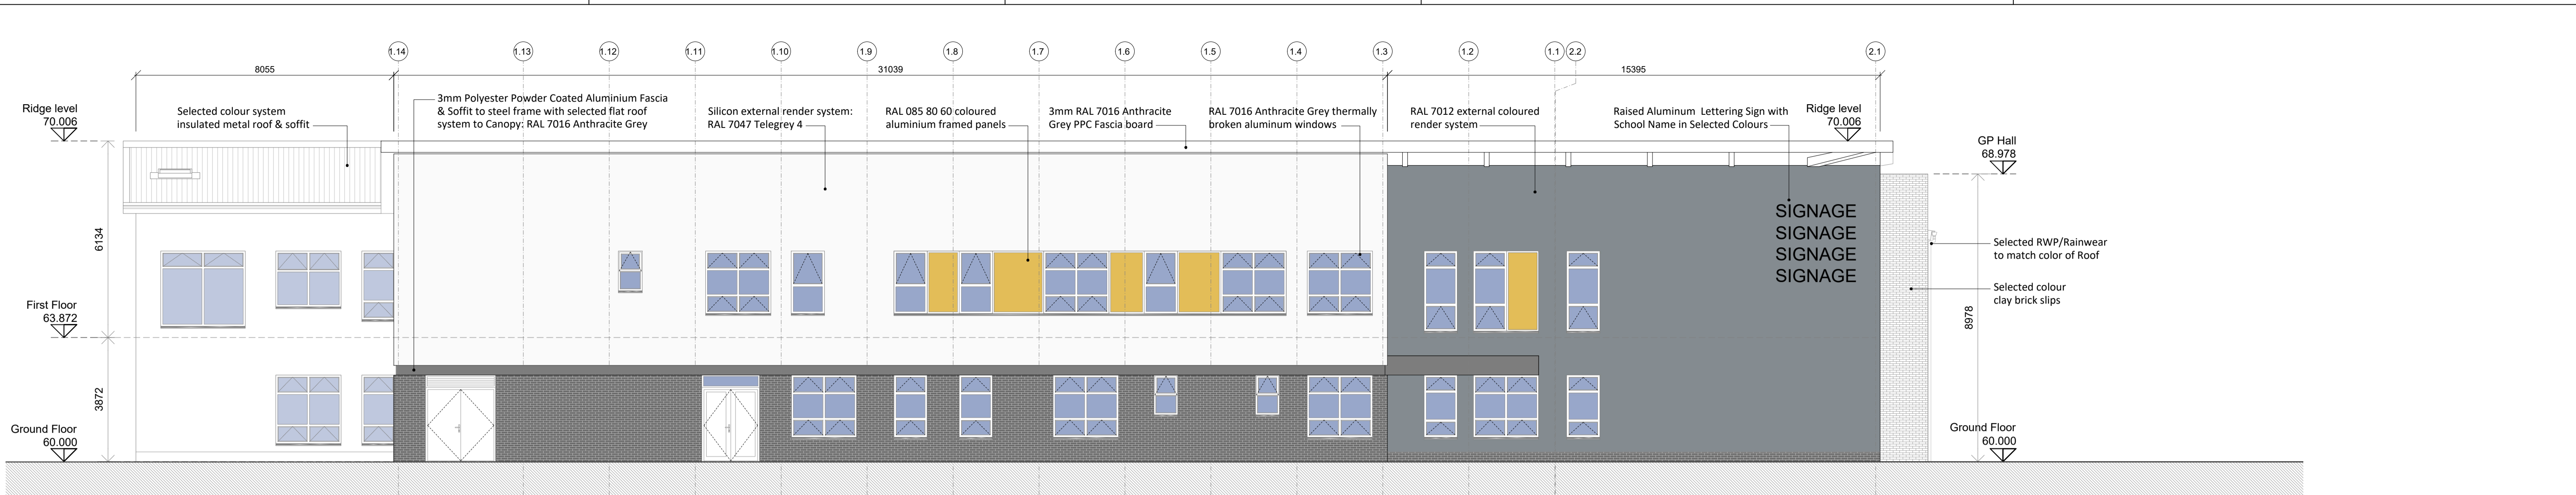 1.14
1.13
1.12
1.11
1.10
1.9
1.8
1.7
1.6
1.5
1.4
1.3
1.2
1.1
2.2
2.1
8055
31039
15395
Ridge level
70.006
Selected colour system
insulated metal roof & soffit
3mm Polyester Powder Coated Aluminium Fascia
& Soffit to steel frame with selected flat roof
system to Canopy: RAL 7016 Anthracite Grey
Silicon external render system:
RAL 7047 Telegrey 4
RAL 085 80 60 coloured
aluminium framed panels
3mm RAL 7016 Anthracite
Grey PPC Fascia board
RAL 7016 Anthracite Grey thermally
broken aluminum windows
RAL 7012 external coloured
render system
Raised Aluminum Lettering Sign with
School Name in Selected Colours
Ridge level
70.006
GP Hall
68.978
SIGNAGE
SIGNAGE
SIGNAGE
SIGNAGE
6134
Selected RWP/Rainwear
to match color of Roof
Selected colour
clay brick slips
8978
First Floor
63.872
3872
Ground Floor
60.000
Ground Floor
60.000